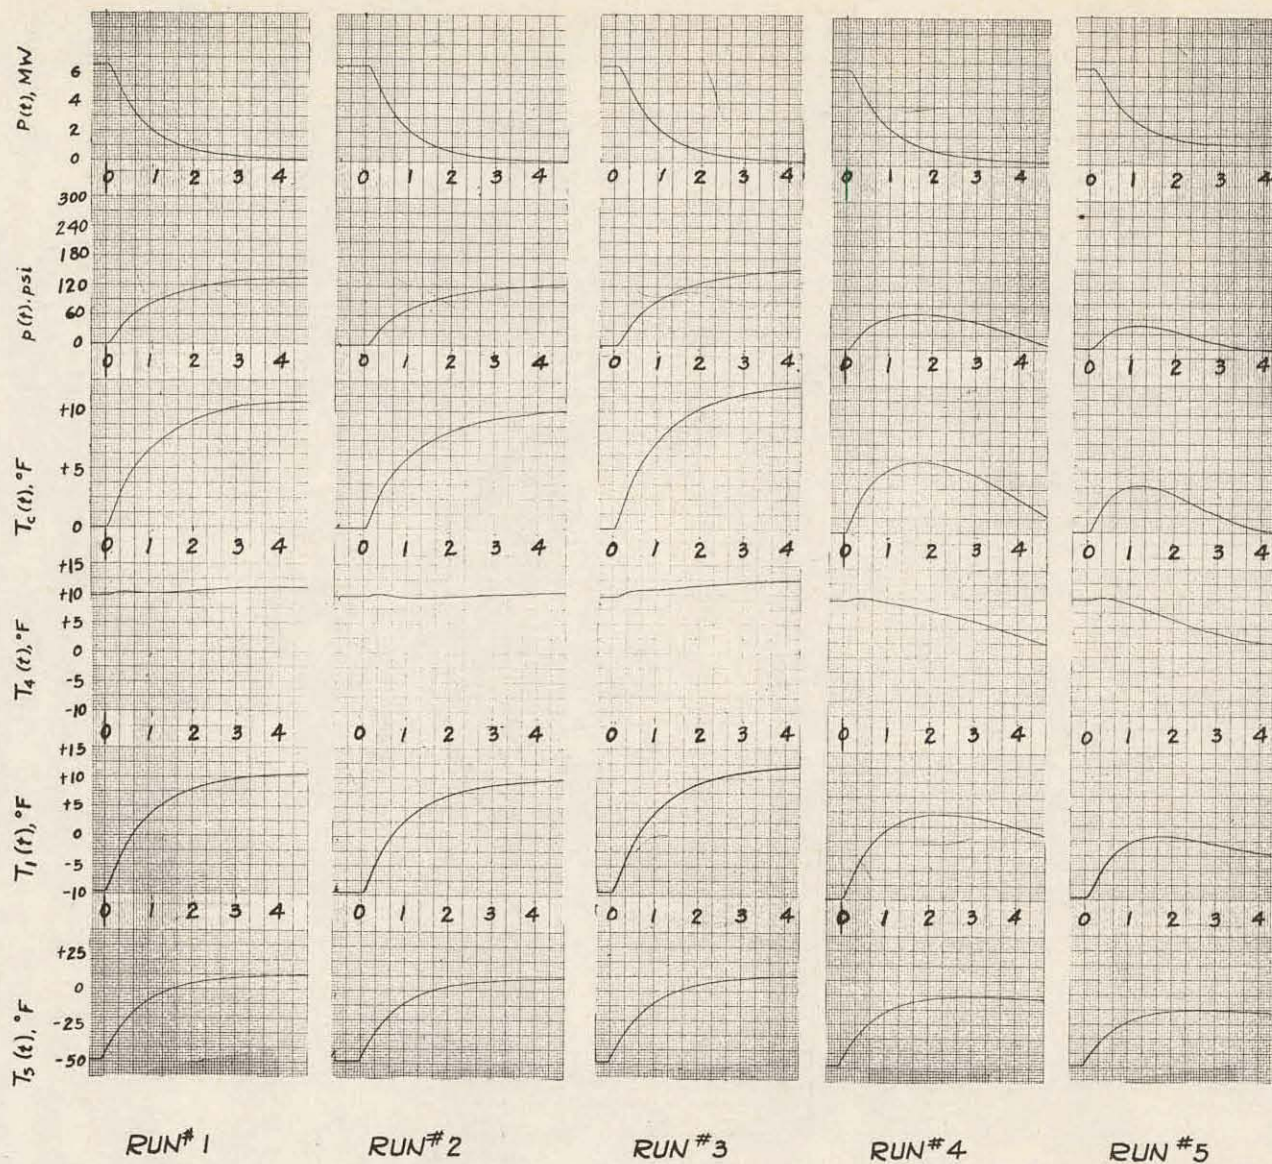 P(t), MW
6
4
2
0
0 1 2 3 4
0 1 2 3 4
0 1 2 3 4
0 1 2 3 4
0 1 2 3 4
p(t), psi
300
240
180
120
60
0
0 1 2 3 4
0 1 2 3 4
0 1 2 3 4
0 1 2 3 4
0 1 2 3 4
Tc(t), °F
+10
+5
0
0 1 2 3 4
0 1 2 3 4
0 1 2 3 4
0 1 2 3 4
0 1 2 3 4
T4(t), °F
+15
+10
+5
0
-5
-10
0 1 2 3 4
0 1 2 3 4
0 1 2 3 4
0 1 2 3 4
0 1 2 3 4
T1(t), °F
+15
+10
+5
0
-5
-10
0 1 2 3 4
0 1 2 3 4
0 1 2 3 4
0 1 2 3 4
0 1 2 3 4
T5(t), °F
+25
0
-25
-50
RUN #1
RUN #2
RUN #3
RUN #4
RUN #5